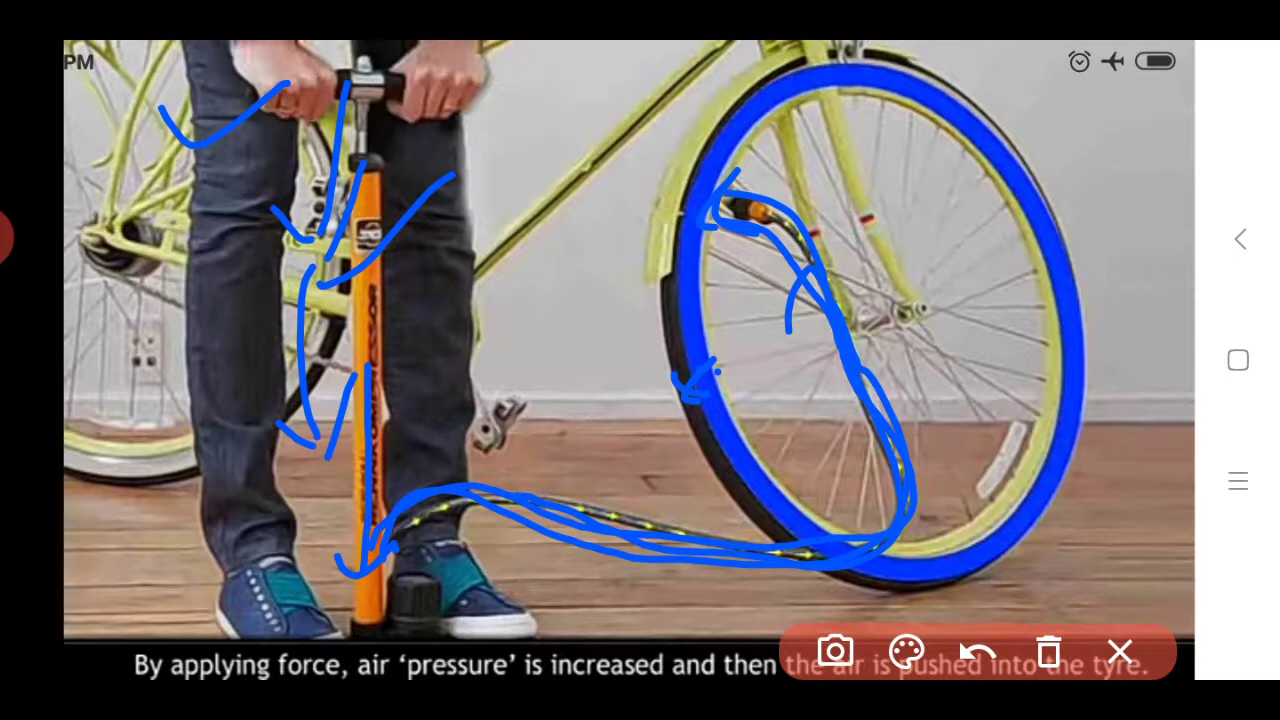 PM
By applying force, air ‘pressure’ is increased and then the air is pushed into the tyre.